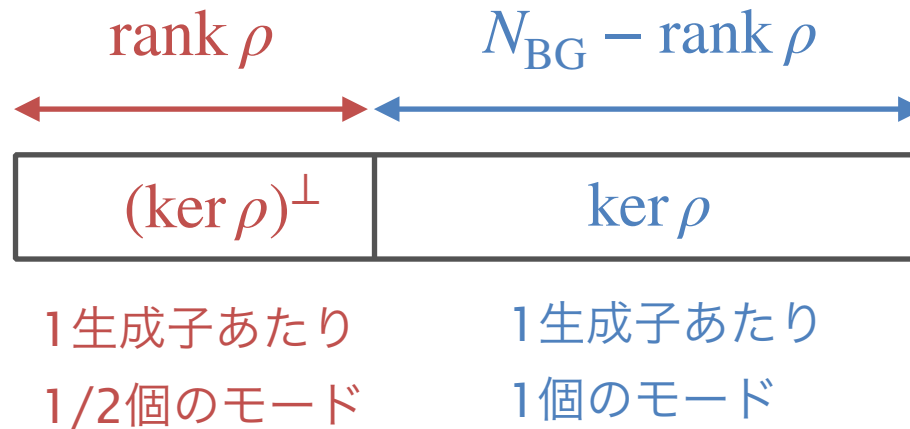 rank ρ
N_BG − rank ρ
(ker ρ)^⊥
ker ρ
1生成子あたり
1/2個のモード
1生成子あたり
1個のモード